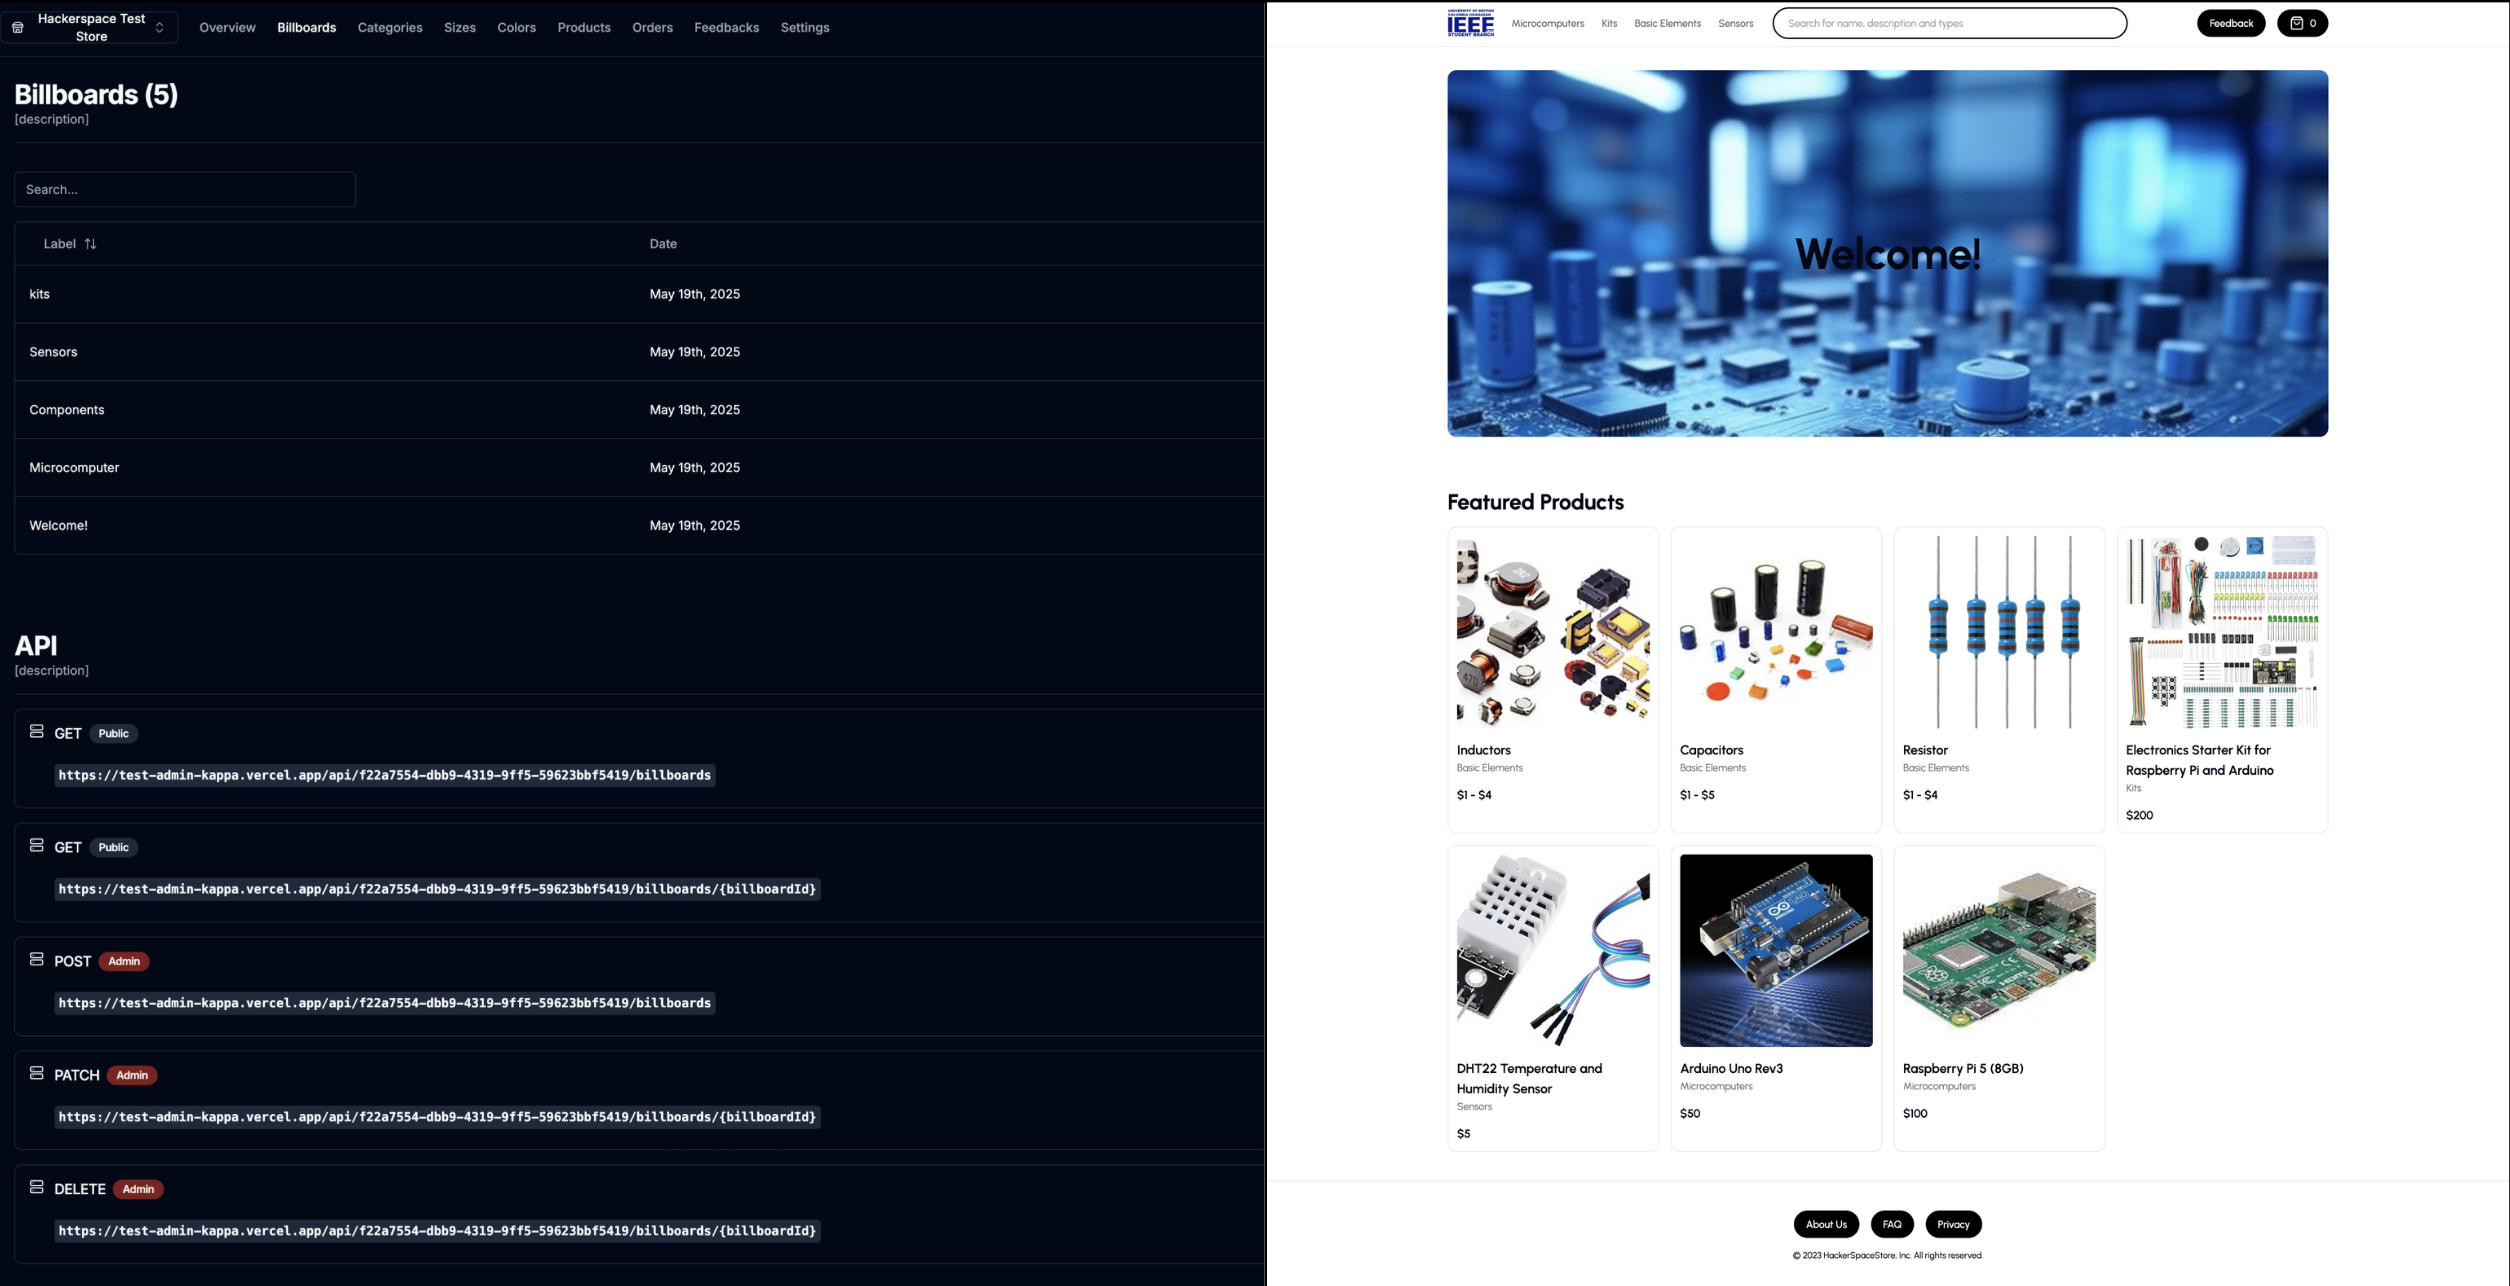 Hackerspace Test
Store
Overview Billboards Categories Sizes Colors Products Orders Feedbacks Settings
Billboards (5)
[description]
Search...
Label Date
kits May 19th, 2025
Sensors May 19th, 2025
Components May 19th, 2025
Microcomputer May 19th, 2025
Welcome! May 19th, 2025
API
[description]
GET Public
https://test-admin-kappa.vercel.app/api/f22a7554-dbb9-4319-9ff5-59623bbf5419/billboards
GET Public
https://test-admin-kappa.vercel.app/api/f22a7554-dbb9-4319-9ff5-59623bbf5419/billboards/{billboardId}
POST Admin
https://test-admin-kappa.vercel.app/api/f22a7554-dbb9-4319-9ff5-59623bbf5419/billboards
PATCH Admin
https://test-admin-kappa.vercel.app/api/f22a7554-dbb9-4319-9ff5-59623bbf5419/billboards/{billboardId}
DELETE Admin
https://test-admin-kappa.vercel.app/api/f22a7554-dbb9-4319-9ff5-59623bbf5419/billboards/{billboardId}
UNIVERSITY OF BRITISH
COLUMBIA OKANAGAN
IEEE
STUDENT BRANCH
Microcomputers Kits Basic Elements Sensors
Search for name, description and types
Feedback 0
Welcome!
Featured Products
Inductors
Basic Elements
$1 - $4
Capacitors
Basic Elements
$1 - $5
Resistor
Basic Elements
$1 - $4
Electronics Starter Kit for
Raspberry Pi and Arduino
Kits
$200
DHT22 Temperature and
Humidity Sensor
Sensors
$5
Arduino Uno Rev3
Microcomputers
$50
Raspberry Pi 5 (8GB)
Microcomputers
$100
About Us FAQ Privacy
© 2023 HackerSpaceStore, Inc. All rights reserved.